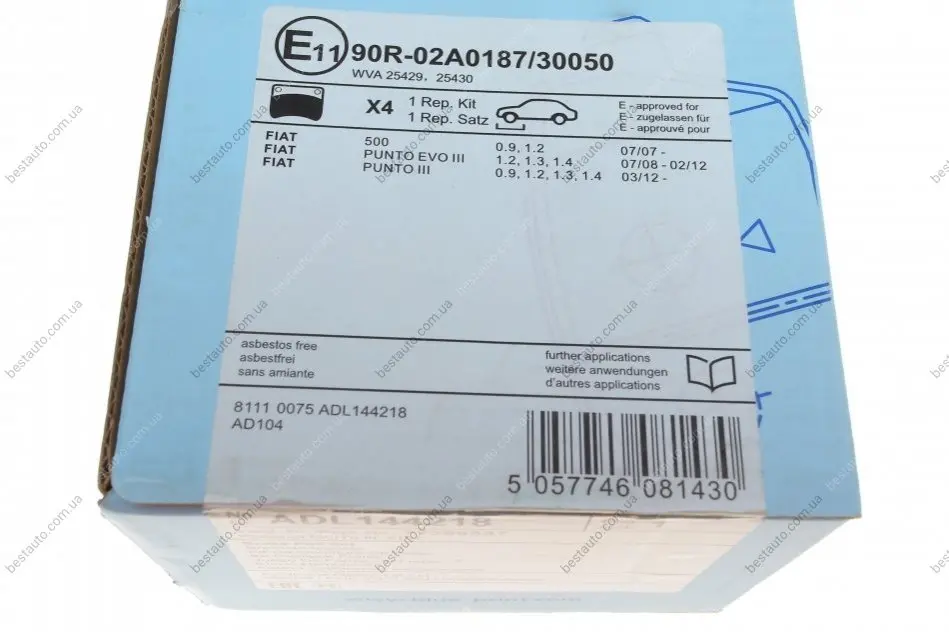 E11 90R-02A0187/30050
WVA 25429, 25430
X4
1 Rep. Kit
1 Rep. Satz
E - approved for
E - zugelassen für
E - approuvé pour
FIAT 500 0.9, 1.2 07/07 -
FIAT PUNTO EVO III 1.2, 1.3, 1.4 07/08 - 02/12
FIAT PUNTO III 0.9, 1.2, 1.3, 1.4 03/12 -
asbestos free
asbestfrei
sans amiante
further applications
weitere anwendungen
d'autres applications
8111 0075 ADL144218
AD104
5 057746 081430
ADL144218
bestauto.com.ua